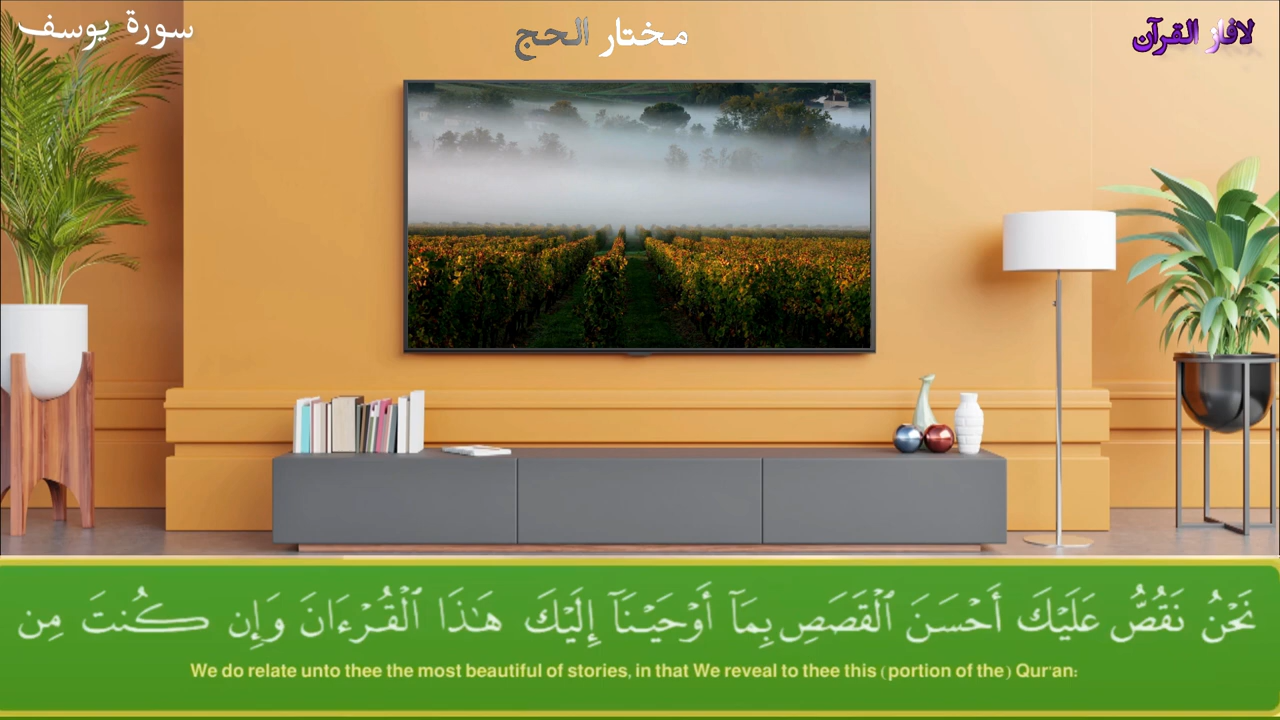 سورة يوسف
مختار الحج
لافار القرآن
نَحْنُ نَقُصُّ عَلَيْكَ أَحْسَنَ ٱلْقَصَصِ بِمَآ أَوْحَيْنَآ إِلَيْكَ هَـٰذَا ٱلْقُرْءَانَ وَإِن كُنتَ مِن
We do relate unto thee the most beautiful of stories, in that We reveal to thee this (portion of the) Qur'an: